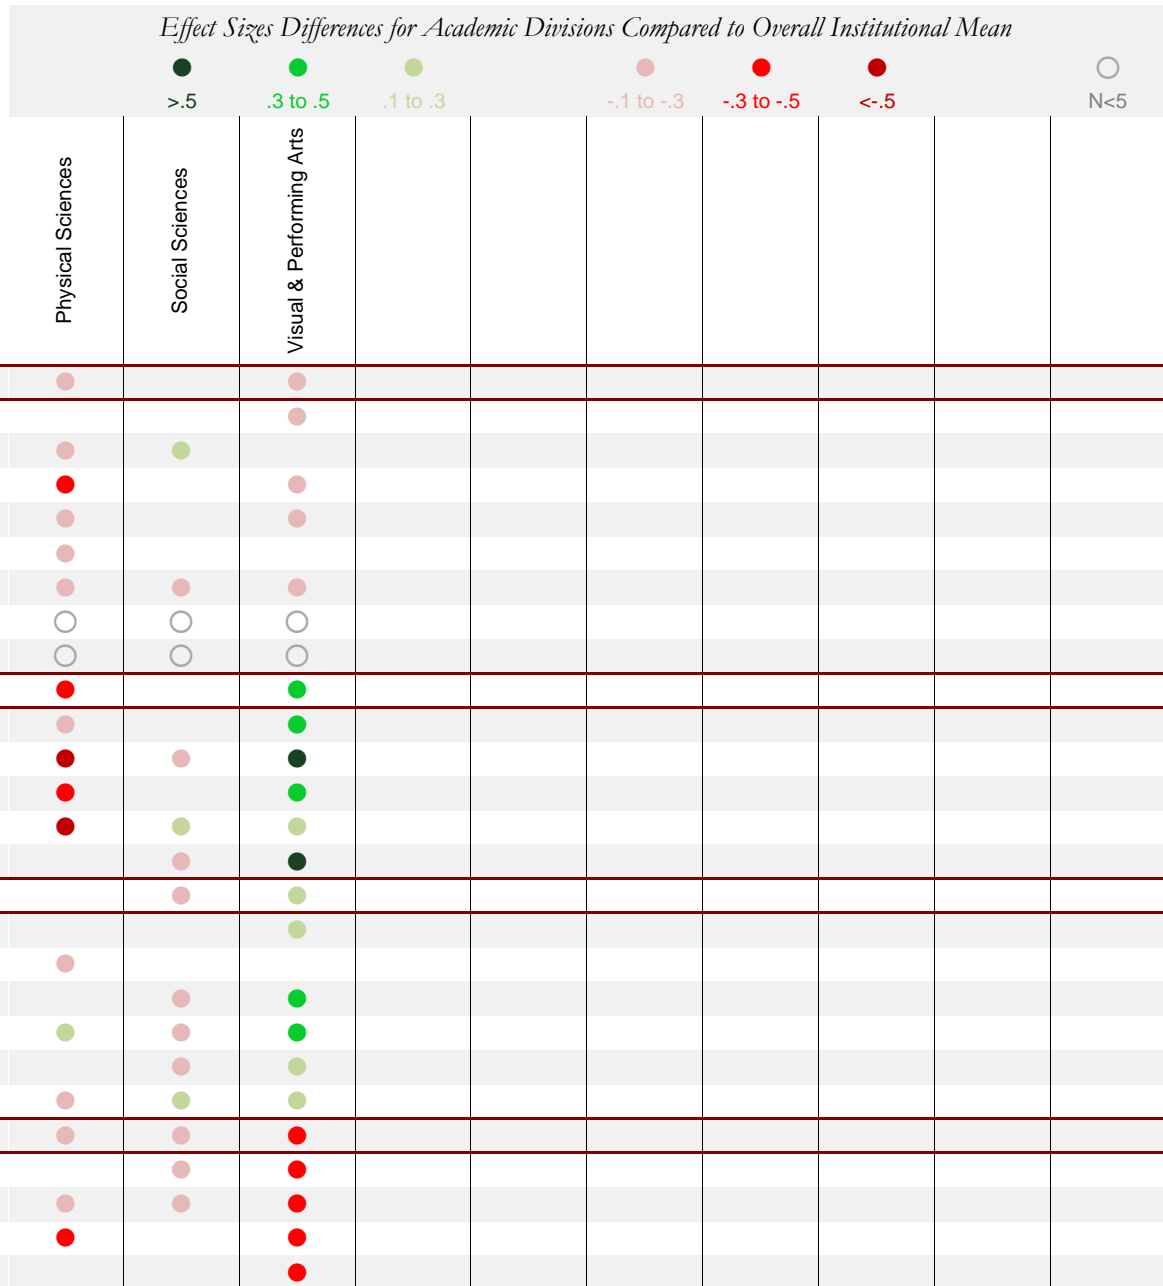 Effect Sizes Differences for Academic Divisions Compared to Overall Institutional Mean
>.5 .3 to .5 .1 to .3 -.1 to -.3 -.3 to -.5 <-.5 N<5
Physical Sciences
Social Sciences
Visual & Performing Arts